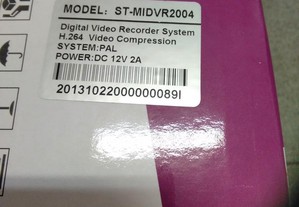 MODEL: ST-MIDVR2004
Digital Video Recorder System
H.264 Video Compression
SYSTEM:PAL
POWER:DC 12V 2A
20131022000000089I